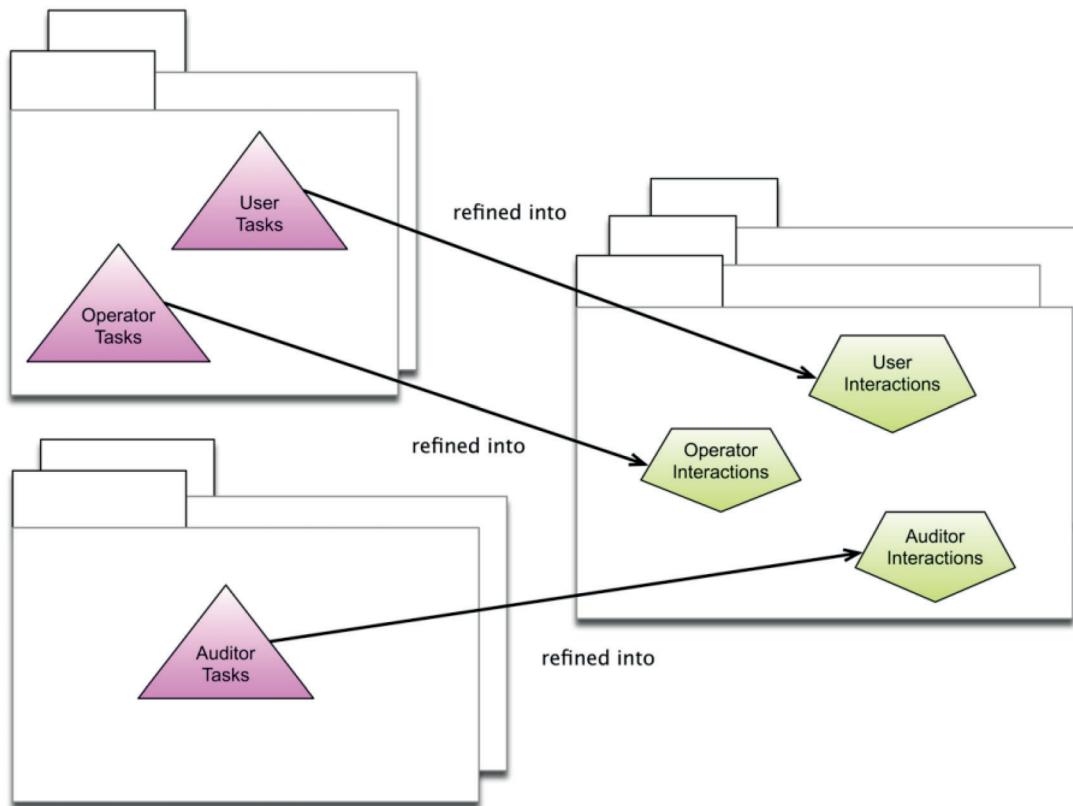 User
Tasks
refined into
Operator
Tasks
User
Interactions
refined into
Operator
Interactions
Auditor
Interactions
Auditor
Tasks
refined into